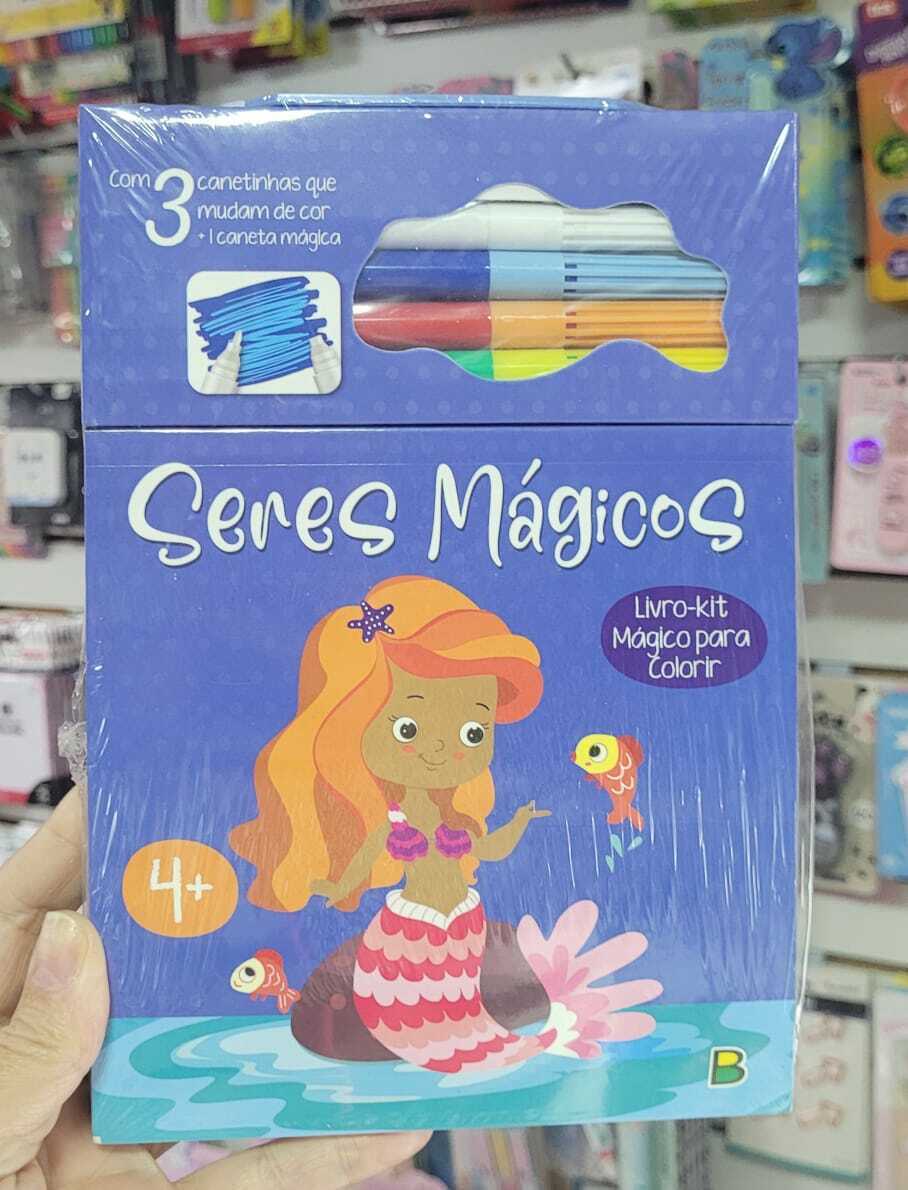 Com 3 canetinhas que
mudam de cor
+ 1 caneta mágica
Seres Mágicos
Livro-kit
Mágico para
Colorir
4+
B